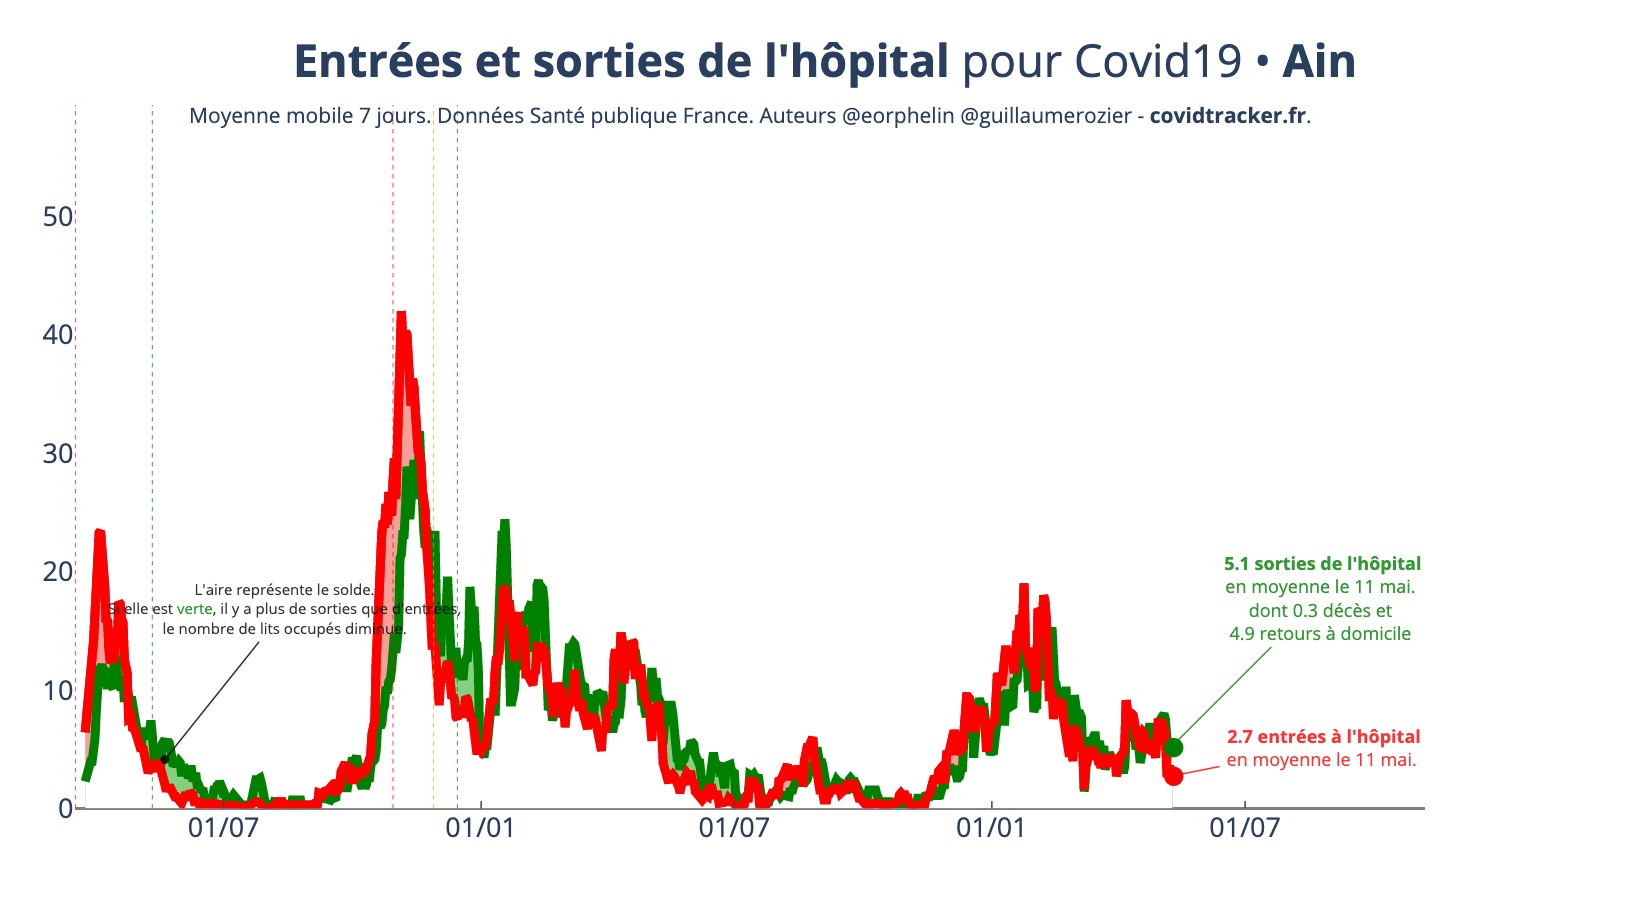 Entrées et sorties de l'hôpital pour Covid19 • Ain
Moyenne mobile 7 jours. Données Santé publique France. Auteurs @eorphelin @guillaumerozier - covidtracker.fr.
50
40
30
20
10
0
L'aire représente le solde.
Si elle est verte, il y a plus de sorties que d'entrées,
le nombre de lits occupés diminue.
5.1 sorties de l'hôpital
en moyenne le 11 mai.
dont 0.3 décès et
4.9 retours à domicile
2.7 entrées à l'hôpital
en moyenne le 11 mai.
01/07
01/01
01/07
01/01
01/07